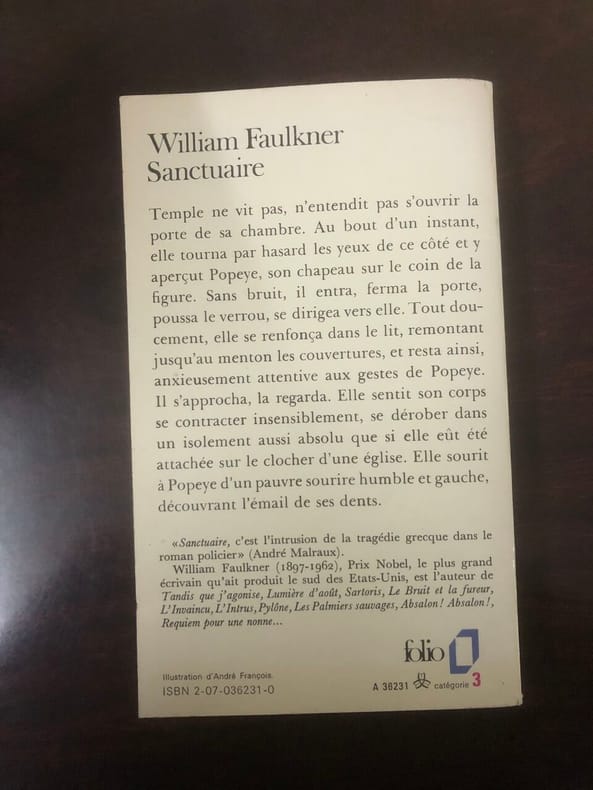 William Faulkner
Sanctuaire
Temple ne vit pas, n'entendit pas s'ouvrir la
porte de sa chambre. Au bout d'un instant,
elle tourna par hasard les yeux de ce côté et y
aperçut Popeye, son chapeau sur le coin de la
figure. Sans bruit, il entra, ferma la porte,
poussa le verrou, se dirigea vers elle. Tout dou-
cement, elle se renfonça dans le lit, remontant
jusqu'au menton les couvertures, et resta ainsi,
anxieusement attentive aux gestes de Popeye.
Il s'approcha, la regarda. Elle sentit son corps
se contracter insensiblement, se dérober dans
un isolement aussi absolu que si elle eût été
attachée sur le clocher d'une église. Elle sourit
à Popeye d'un pauvre sourire humble et gauche,
découvrant l'émail de ses dents.
«Sanctuaire, c'est l'intrusion de la tragédie grecque dans le
roman policier» (André Malraux).
William Faulkner (1897-1962), Prix Nobel, le plus grand
écrivain qu'ait produit le sud des Etats-Unis, est l'auteur de
Tandis que j'agonise, Lumière d'août, Sartoris, Le Bruit et la fureur,
L'Invaincu, L'Intrus, Pylône, Les Palmiers sauvages, Absalon! Absalon!,
Requiem pour une nonne...
folio
Illustration d'André François.
ISBN 2-07-036231-0
A 36231 catégorie 3